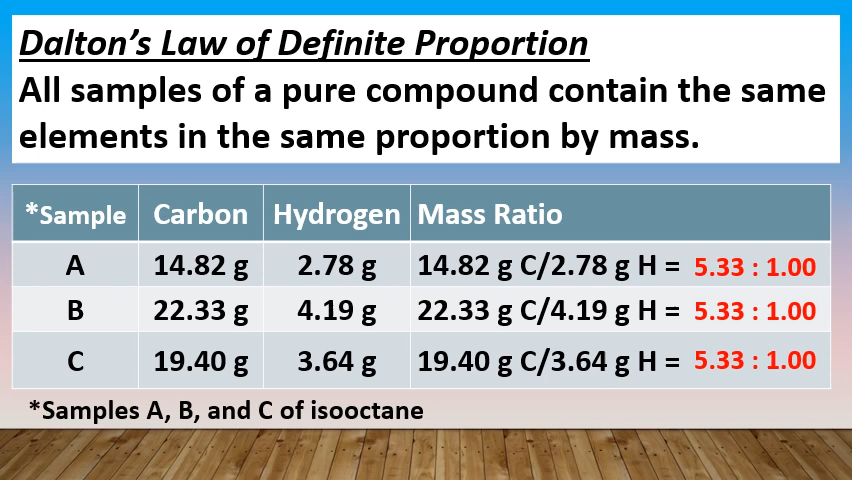 Dalton’s Law of Definite Proportion
All samples of a pure compound contain the same
elements in the same proportion by mass.
*Sample Carbon Hydrogen Mass Ratio
A 14.82 g 2.78 g 14.82 g C/2.78 g H = 5.33 : 1.00
B 22.33 g 4.19 g 22.33 g C/4.19 g H = 5.33 : 1.00
C 19.40 g 3.64 g 19.40 g C/3.64 g H = 5.33 : 1.00
*Samples A, B, and C of isooctane